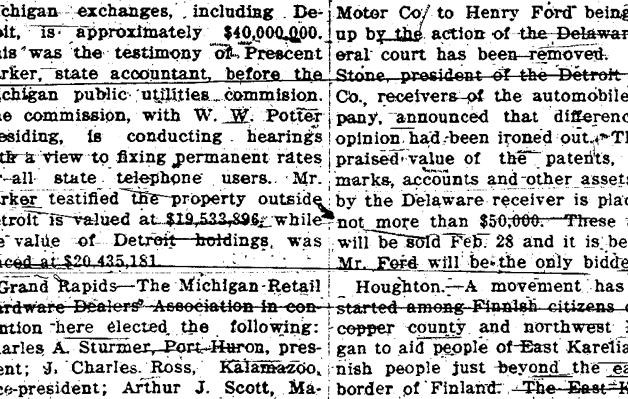 chigan exchanges, including De-
oit, is approximately $40,000,000.
is was the testimony of Prescent
rker, state accountant, before the
chigan public utilities commision.
e commission, with W. W. Potter
esiding, is conducting hearings
th a view to fixing permanent rates
r all state telephone users. Mr.
rker testified the property outside
etroit is valued at $19,533,896, while
e value of Detroit holdings, was
aced at $20,435,181.
Grand Rapids—The Michigan Retail
ardware Dealers' Association in con-
ntion here elected the following:
arles A. Sturmer, Port Huron, pres-
ent; J. Charles Ross, Kalamazoo,
ce-president; Arthur J. Scott, Ma-
Motor Co. to Henry Ford being
up by the action of the Delawar
eral court has been removed.
Stone, president of the Detroit
Co., receivers of the automobile
pany, announced that differenc
opinion had been ironed out. Th
praised value of the patents,
marks, accounts and other assets
by the Delaware receiver is plac
not more than $50,000. These
will be sold Feb. 28 and it is be
Mr. Ford will be the only bidde
Houghton.—A movement has
started among Finnish citizens o
copper county and northwest
gan to aid people of East Karelia
nish people just beyond the ea
border of Finland. The East K